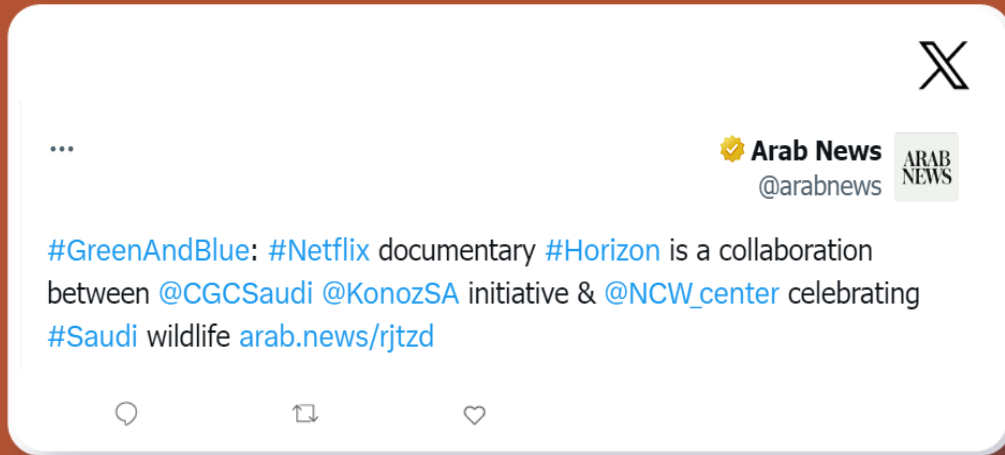 Arab News
@arabnews
ARAB
NEWS
#GreenAndBlue: #Netflix documentary #Horizon is a collaboration
between @CGCSaudi @KonozSA initiative & @NCW_center celebrating
#Saudi wildlife arab.news/rjtzd